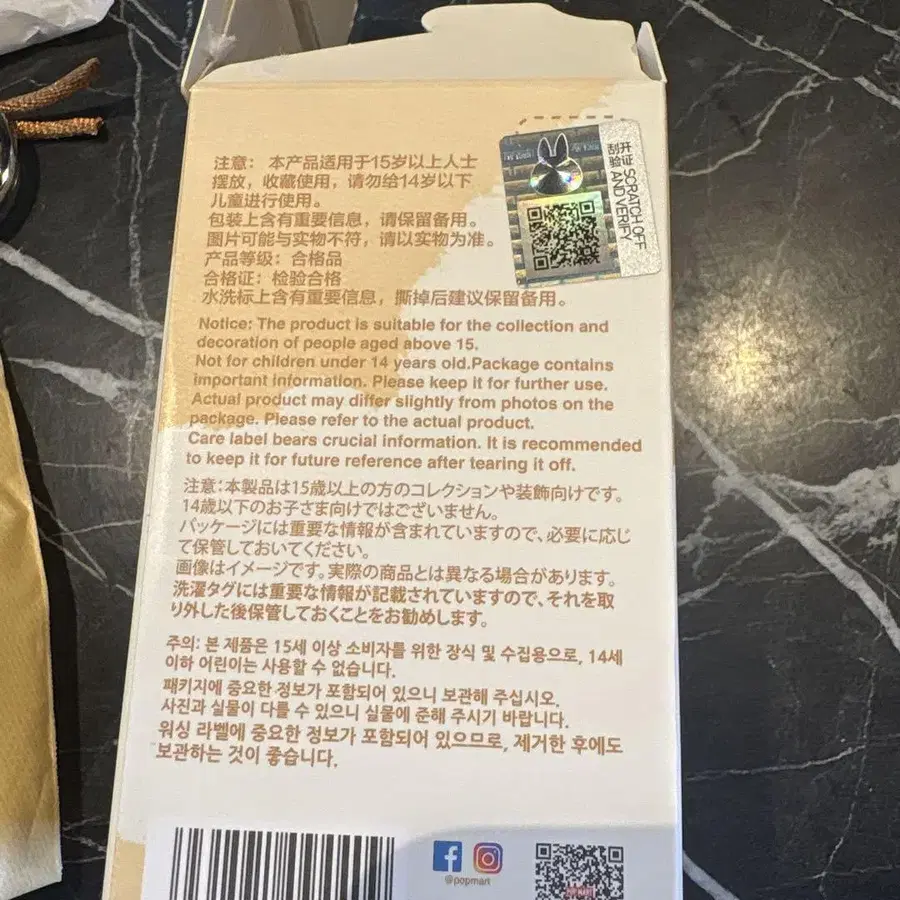 注意：本产品适用于15岁以上人士
摆放，收藏使用，请勿给14岁以下
儿童进行使用。
包装上含有重要信息，请保留备用。
图片可能与实物不符，请以实物为准。
产品等级：合格品
合格证：检验合格
水洗标上含有重要信息，撕掉后建议保留备用。
刮开
验证
SCRATCH OFF
AND VERIFY
Notice: The product is suitable for the collection and
decoration of people aged above 15.
Not for children under 14 years old.Package contains
important information. Please keep it for further use.
Actual product may differ slightly from photos on the
package. Please refer to the actual product.
Care label bears crucial information. It is recommended
to keep it for future reference after tearing it off.
注意：本製品は15歳以上の方のコレクションや装飾向けです。
14歳以下のお子さま向けではございません。
パッケージには重要な情報が含まれていますので、必要に応じ
て保管しておいてください。
画像はイメージです。実際の商品とは異なる場合があります。
洗濯タグには重要な情報が記載されていますので、それを取
り外した後保管しておくことをお勧めします。
주의: 본 제품은 15세 이상 소비자를 위한 장식 및 수집용으로, 14세
이하 어린이는 사용할 수 없습니다.
패키지에 중요한 정보가 포함되어 있으니 보관해 주십시오.
사진과 실물이 다를 수 있으니 실물에 준해 주시기 바랍니다.
워싱 라벨에 중요한 정보가 포함되어 있으므로, 제거한 후에도
보관하는 것이 좋습니다.
@popmart
POP MART